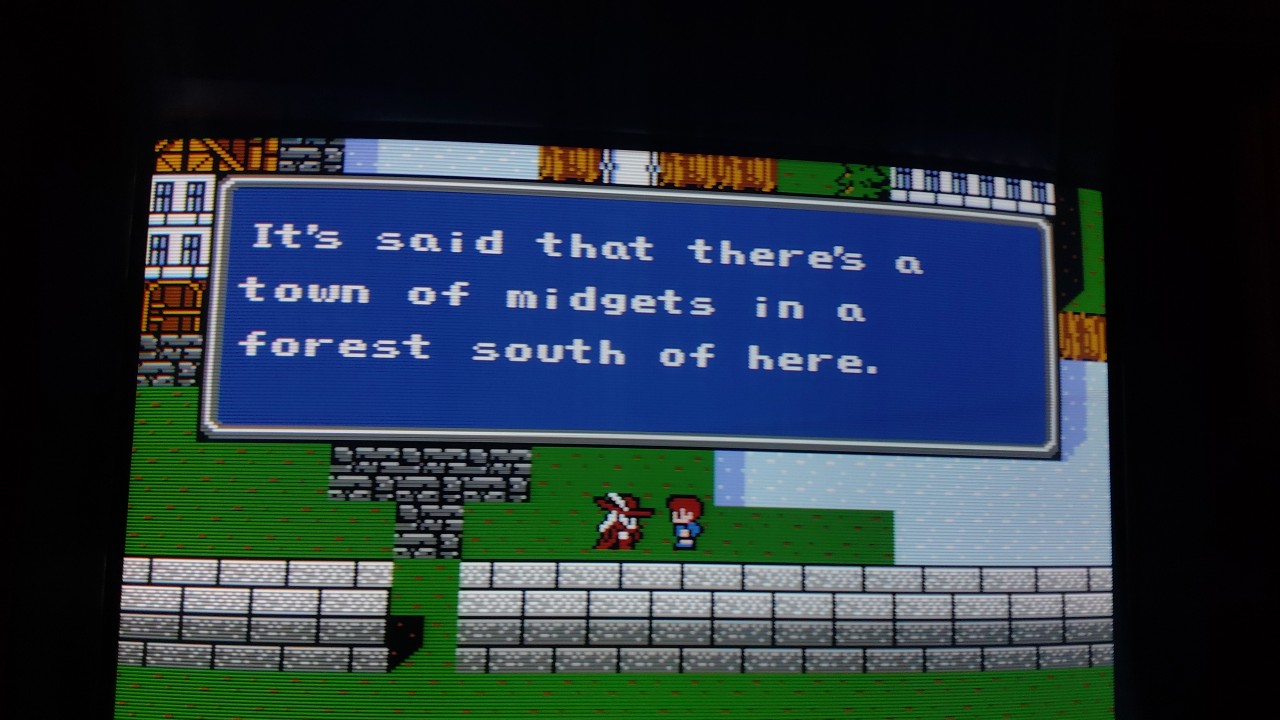 It's said that there's a
town of midgets in a
forest south of here.